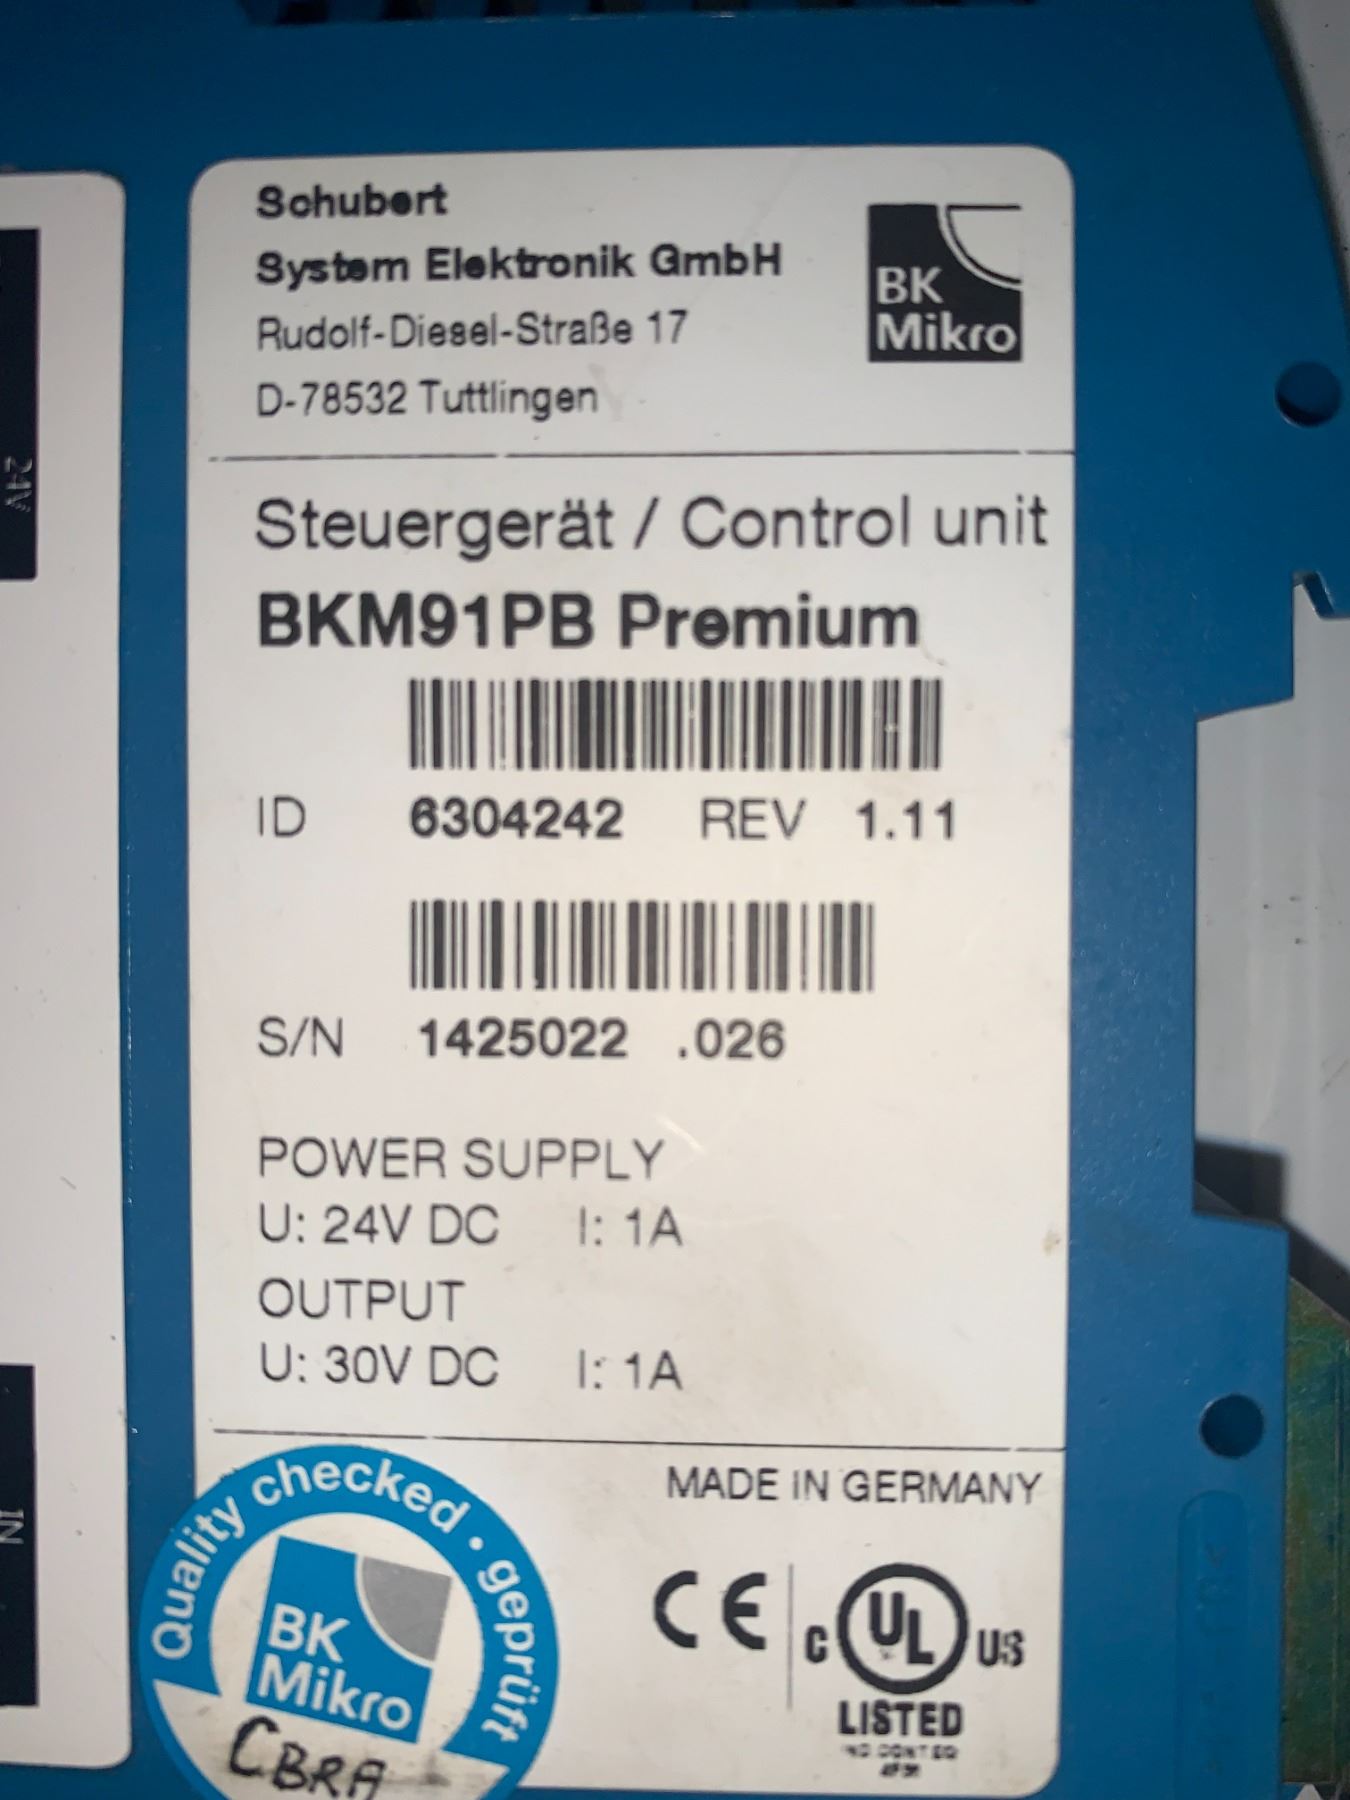 Schubert
System Elektronik GmbH
Rudolf-Diesel-Straße 17
D-78532 Tuttlingen
BK
Mikro
Steuergerät / Control unit
BKM91PB Premium
ID 6304242 REV 1.11
S/N 1425022 .026
POWER SUPPLY
U: 24V DC I: 1A
OUTPUT
U: 30V DC I: 1A
MADE IN GERMANY
CE C UL US
LISTED
Quality checked · geprüft
BK
Mikro
CBRA
24V
IN